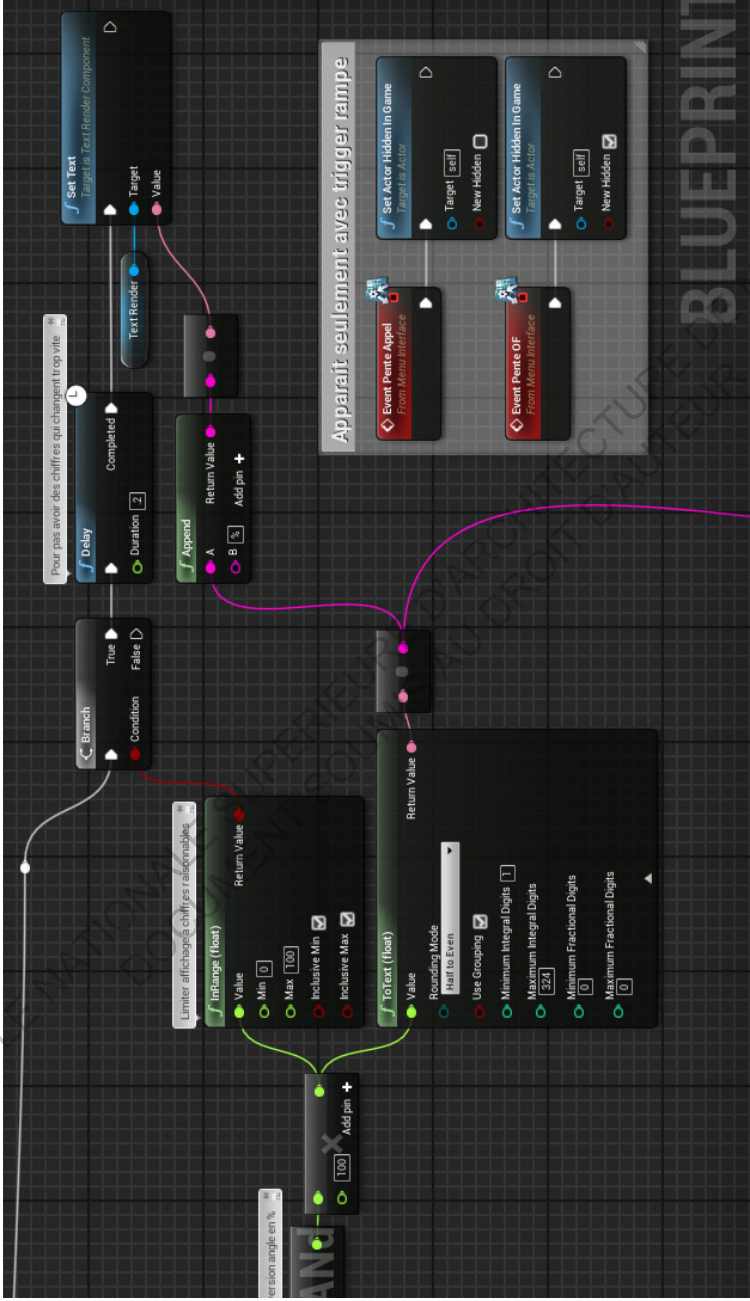 Pour pas avoir des chiffres qui changent trop vite
Branch
True
Condition
False
Delay
Completed
Duration
.2
Set Text
Target is Text Render Component
Target
Value
Text Render
Append
A
Return Value
B
%
Add pin +
Limiter affichage chiffres raisonnables
InRange (float)
Value
Return Value
Min
0
Max
100
Inclusive Min
Inclusive Max
ersion angle en %
ANd
×
100
Add pin +
ToText (float)
Value
Return Value
Rounding Mode
Half to Even
Use Grouping
Minimum Integral Digits
1
Maximum Integral Digits
324
Minimum Fractional Digits
0
Maximum Fractional Digits
0
Apparait seulement avec trigger rampe
Event Pente Appel
From Menu Interface
Set Actor Hidden In Game
Target is Actor
Target
self
New Hidden
Event Pente OF
From Menu Interface
Set Actor Hidden In Game
Target is Actor
Target
self
New Hidden
BLUEPRINT